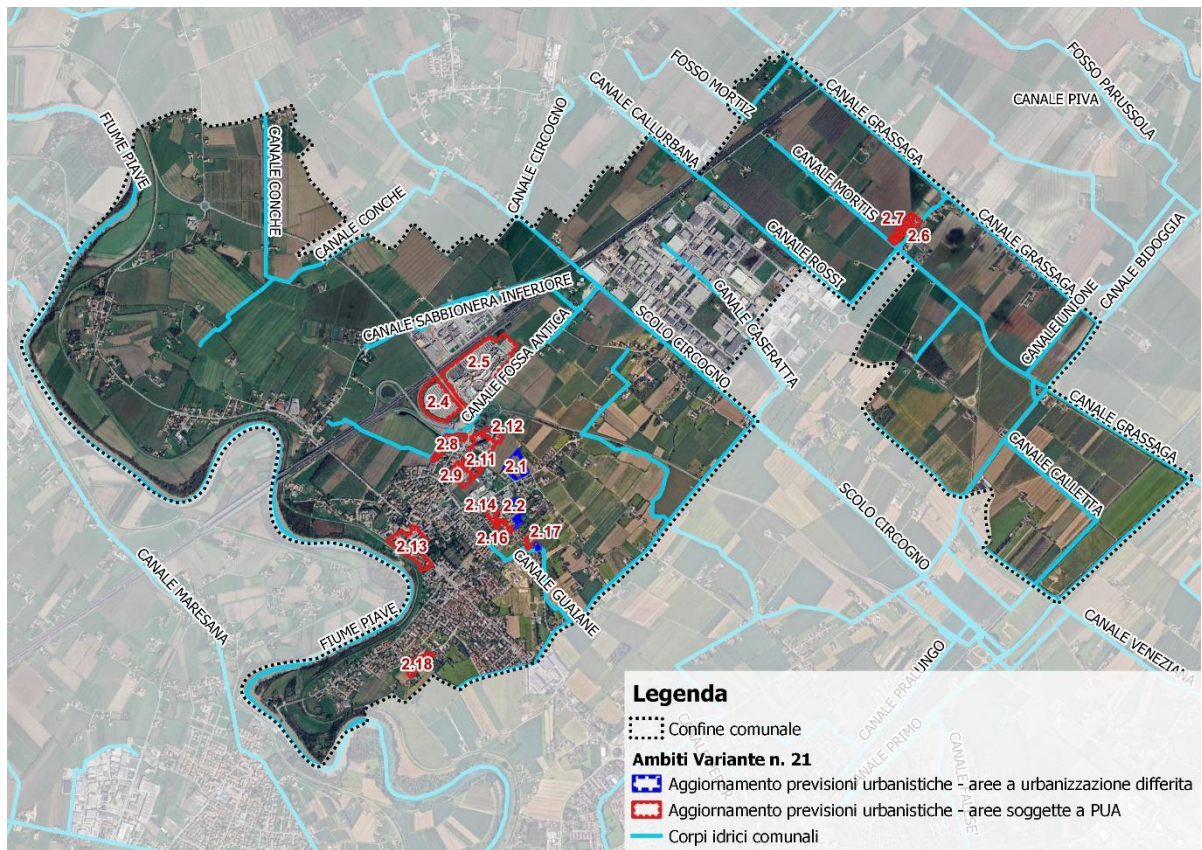 FOSSO MORTIZ
FOSSO PARUSSOLA
CANALE PIVA
FIUME PIAVE
CANALE CONCHE
CANALE CIRCOGNO
CANALE CALLURBANA
CANALE GRASSAGA
CANALE MORTIS
CANALE CONCHE
2.7
2.6
CANALE GRASSAGA
CANALE BIDOGGIA
CANALE ROSSI
CANALE SABBIONERA INFERIORE
CANALE FOSSA ANTICA
SCOLO CIRCOGNO
CANALE CASERATTA
CANALE UNIONE
2.5
2.4
CANALE GRASSAGA
2.12
2.8
2.11
2.1
2.9
CANALE CALLETTA
2.14
2.2
2.16
2.17
2.13
SCOLO CIRCOGNO
CANALE GUAIANE
CANALE MARESANA
FIUME PIAVE
2.18
CANALE VENEZIANA
CANALE PRALUNGO
CANALE PRIMO
Legenda
Confine comunale
Ambiti Variante n. 21
Aggiornamento previsioni urbanistiche - aree a urbanizzazione differita
Aggiornamento previsioni urbanistiche - aree soggette a PUA
Corpi idrici comunali